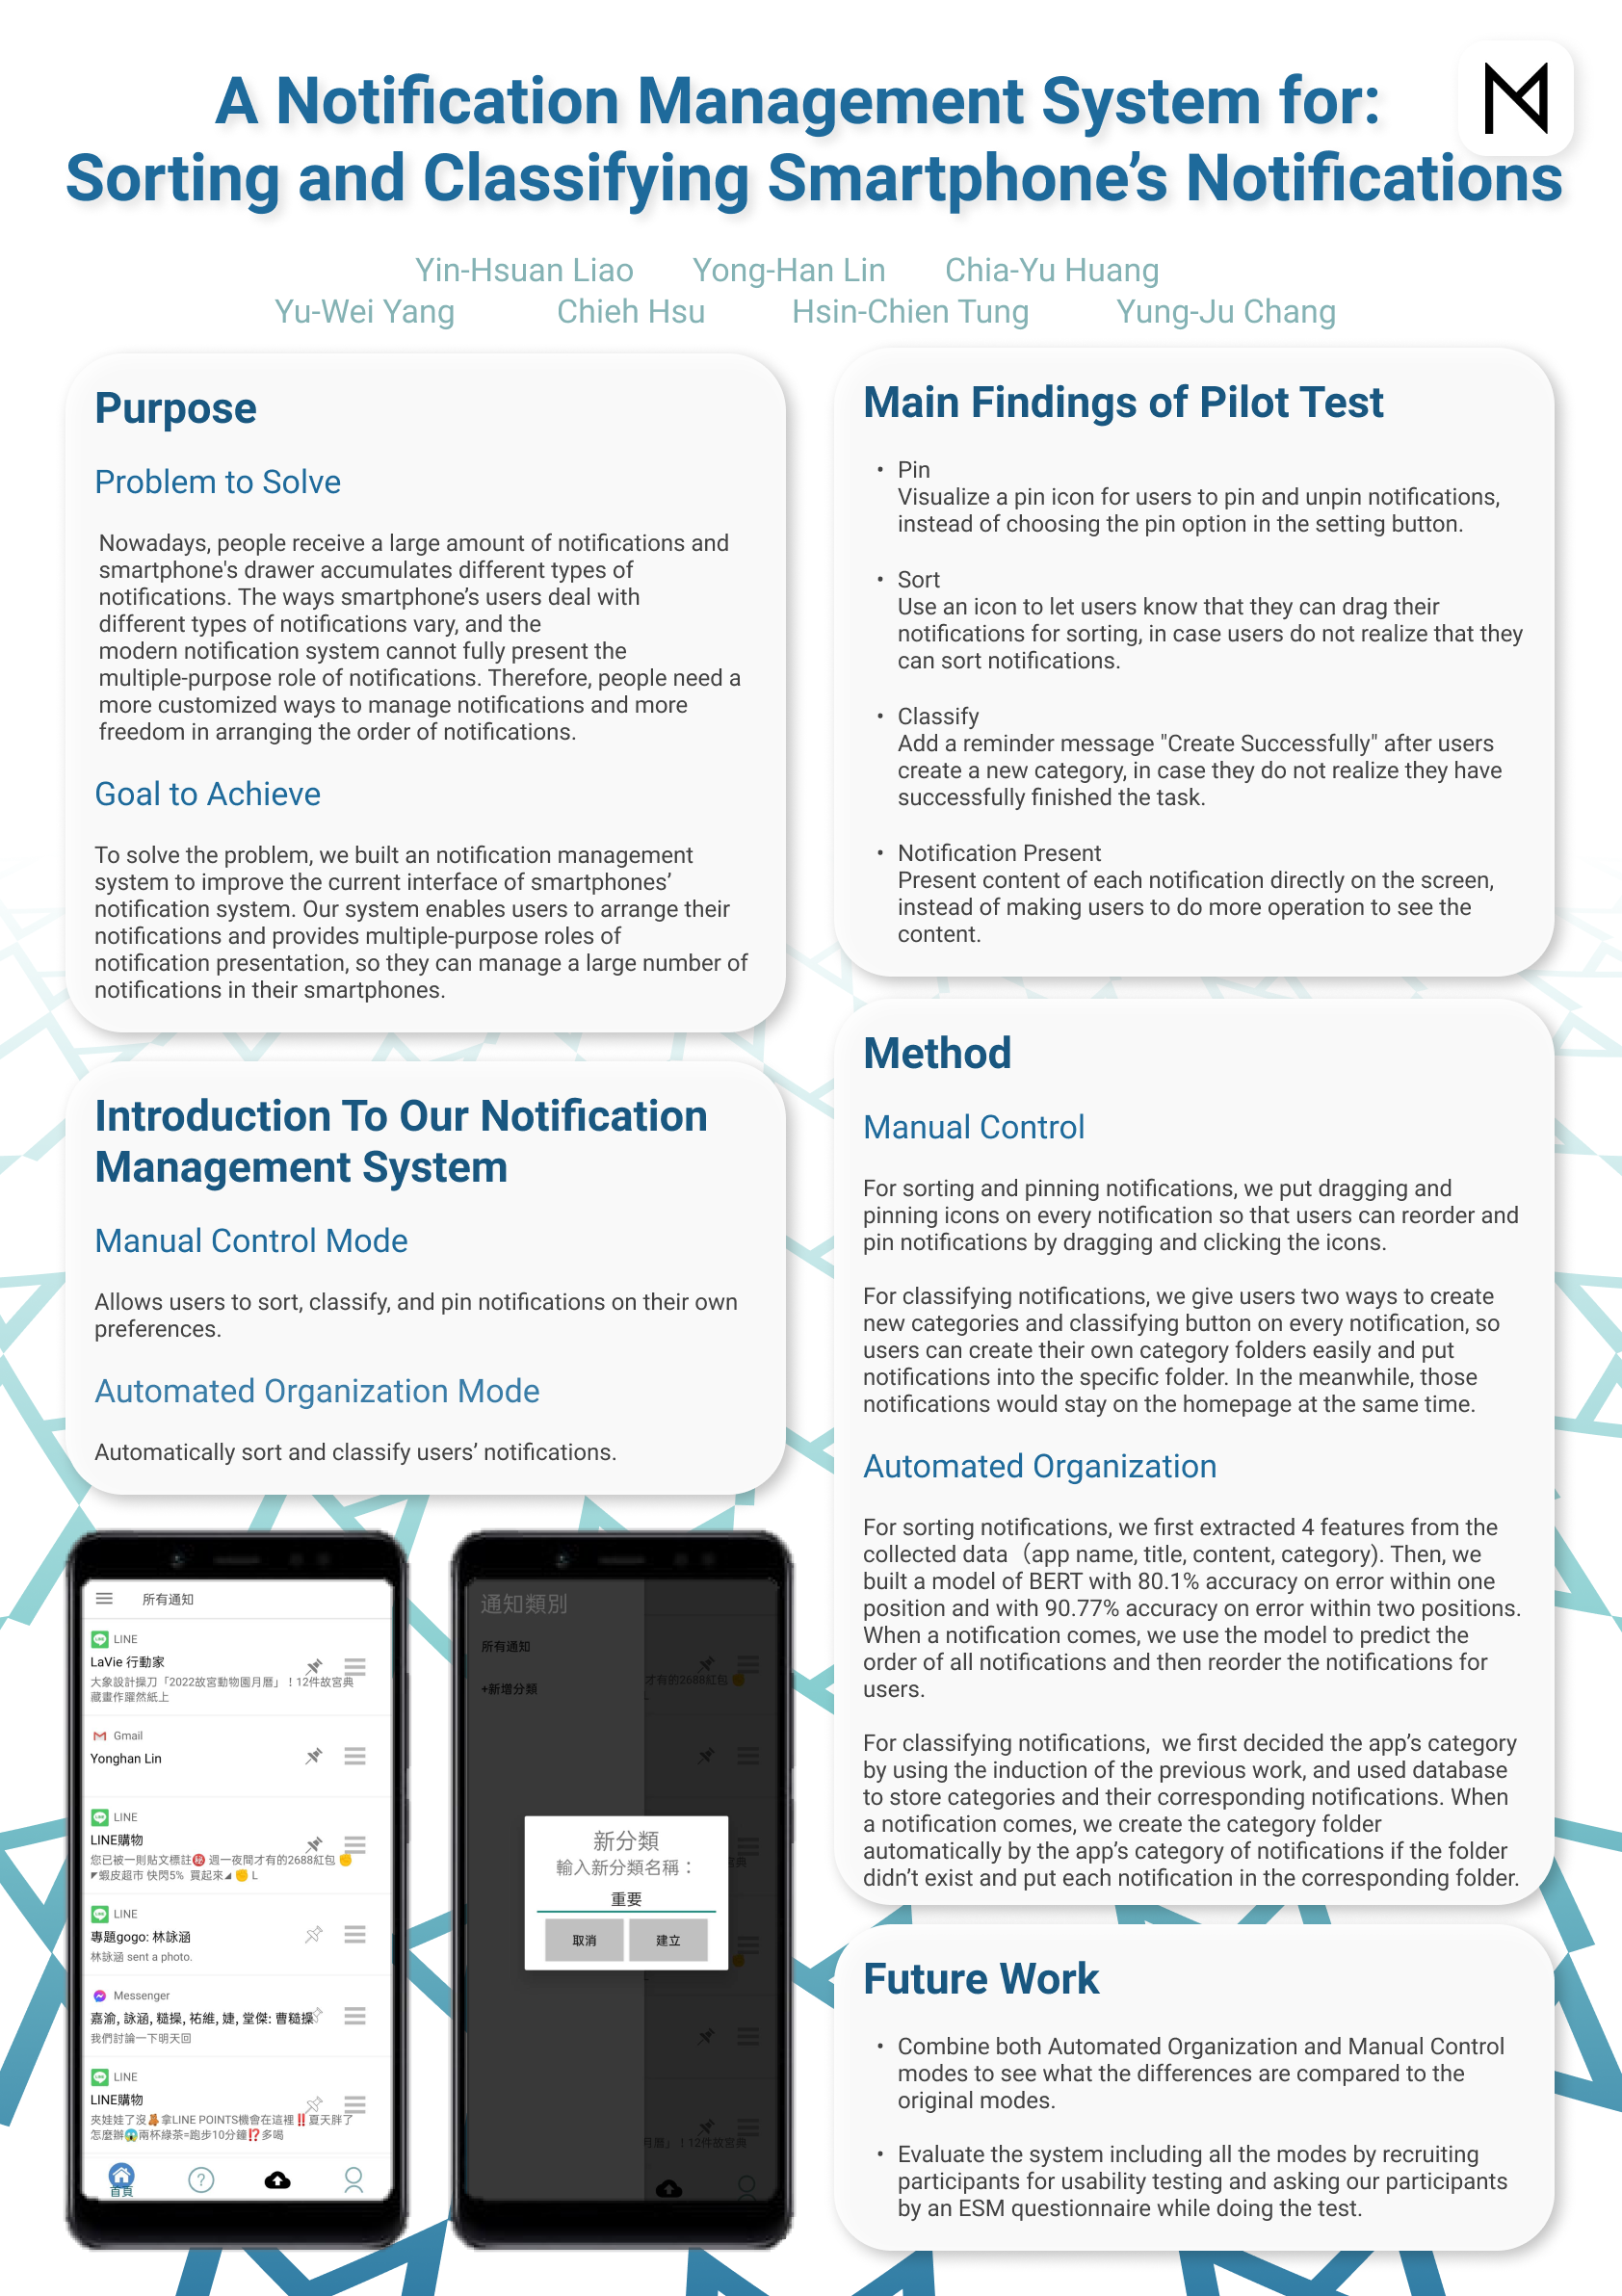 A Notification Management System for:
Sorting and Classifying Smartphone’s Notifications
Yin-Hsuan Liao Yong-Han Lin Chia-Yu Huang
Yu-Wei Yang Chieh Hsu Hsin-Chien Tung Yung-Ju Chang
Purpose
Problem to Solve
Nowadays, people receive a large amount of notifications and
smartphone's drawer accumulates different types of
notifications. The ways smartphone’s users deal with
different types of notifications vary, and the
modern notification system cannot fully present the
multiple-purpose role of notifications. Therefore, people need a
more customized ways to manage notifications and more
freedom in arranging the order of notifications.
Goal to Achieve
To solve the problem, we built an notification management
system to improve the current interface of smartphones’
notification system. Our system enables users to arrange their
notifications and provides multiple-purpose roles of
notification presentation, so they can manage a large number of
notifications in their smartphones.
Introduction To Our Notification
Management System
Manual Control Mode
Allows users to sort, classify, and pin notifications on their own
preferences.
Automated Organization Mode
Automatically sort and classify users’ notifications.
所有通知
LINE
LaVie 行動家
大象設計操刀「2022故宮動物園月曆」！12件故宮典
藏畫作躍然紙上
Gmail
Yonghan Lin
LINE
LINE購物
您已被一則貼文標註㊙️ 週一夜間才有的2688紅包 ✊
◤蝦皮超市 快閃5% 買起來◢ ✊ L
LINE
專題gogo: 林詠涵
林詠涵 sent a photo.
Messenger
嘉渝, 詠涵, 糙操, 祐維, 婕, 堂傑: 曹糙操
我們討論一下明天回
LINE
LINE購物
夾娃娃了沒🧸拿LINE POINTS機會在這裡‼️夏天胖了
怎麼辦😱兩杯綠茶=跑步10分鐘⁉️多喝
首頁
通知類別
所有通知
+新增分類
才有的2688紅包 ✊
新分類
輸入新分類名稱：
重要
取消 建立
宮典
月曆」！12件故宮典
Main Findings of Pilot Test
• Pin
Visualize a pin icon for users to pin and unpin notifications,
instead of choosing the pin option in the setting button.
• Sort
Use an icon to let users know that they can drag their
notifications for sorting, in case users do not realize that they
can sort notifications.
• Classify
Add a reminder message "Create Successfully" after users
create a new category, in case they do not realize they have
successfully finished the task.
• Notification Present
Present content of each notification directly on the screen,
instead of making users to do more operation to see the
content.
Method
Manual Control
For sorting and pinning notifications, we put dragging and
pinning icons on every notification so that users can reorder and
pin notifications by dragging and clicking the icons.
For classifying notifications, we give users two ways to create
new categories and classifying button on every notification, so
users can create their own category folders easily and put
notifications into the specific folder. In the meanwhile, those
notifications would stay on the homepage at the same time.
Automated Organization
For sorting notifications, we first extracted 4 features from the
collected data（app name, title, content, category). Then, we
built a model of BERT with 80.1% accuracy on error within one
position and with 90.77% accuracy on error within two positions.
When a notification comes, we use the model to predict the
order of all notifications and then reorder the notifications for
users.
For classifying notifications, we first decided the app’s category
by using the induction of the previous work, and used database
to store categories and their corresponding notifications. When
a notification comes, we create the category folder
automatically by the app’s category of notifications if the folder
didn’t exist and put each notification in the corresponding folder.
Future Work
• Combine both Automated Organization and Manual Control
modes to see what the differences are compared to the
original modes.
• Evaluate the system including all the modes by recruiting
participants for usability testing and asking our participants
by an ESM questionnaire while doing the test.